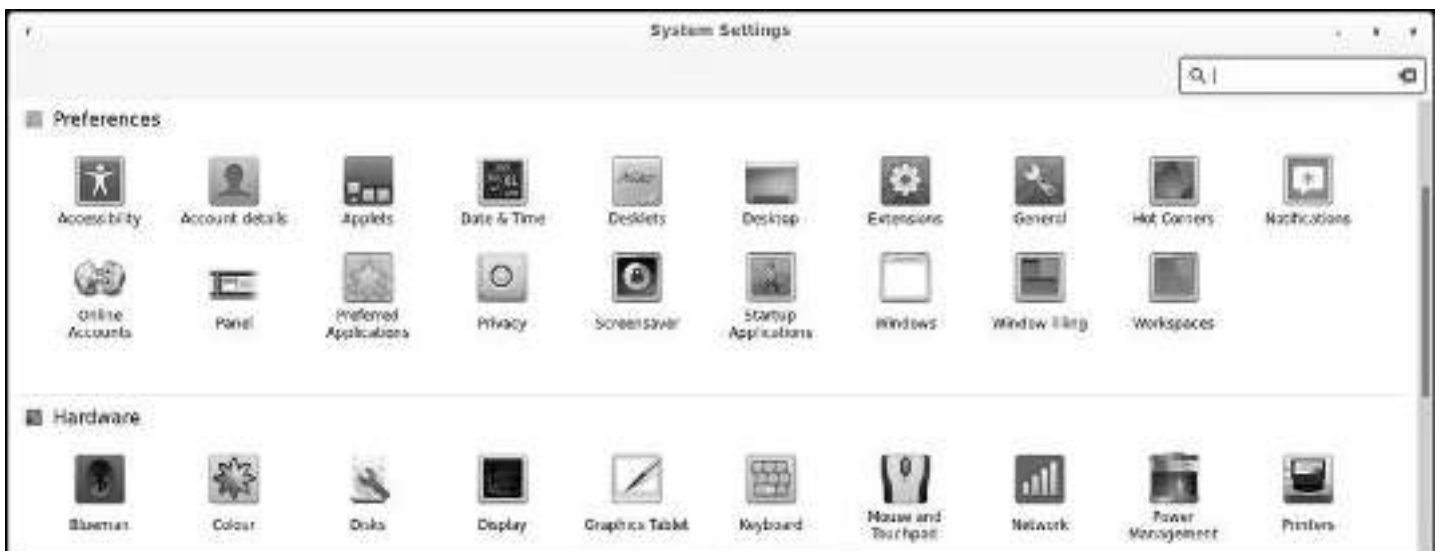 System Settings
Preferences
Accessibility
Account details
Applets
Date & Time
Desklets
Desktop
Extensions
General
Hot Corners
Notifications
Online
Accounts
Panel
Preferred
Applications
Privacy
Screensaver
Startup
Applications
Windows
Window Tiling
Workspaces
Hardware
Blueman
Colour
Disks
Display
Graphics Tablet
Keyboard
Mouse and
Touchpad
Network
Power
Management
Printers